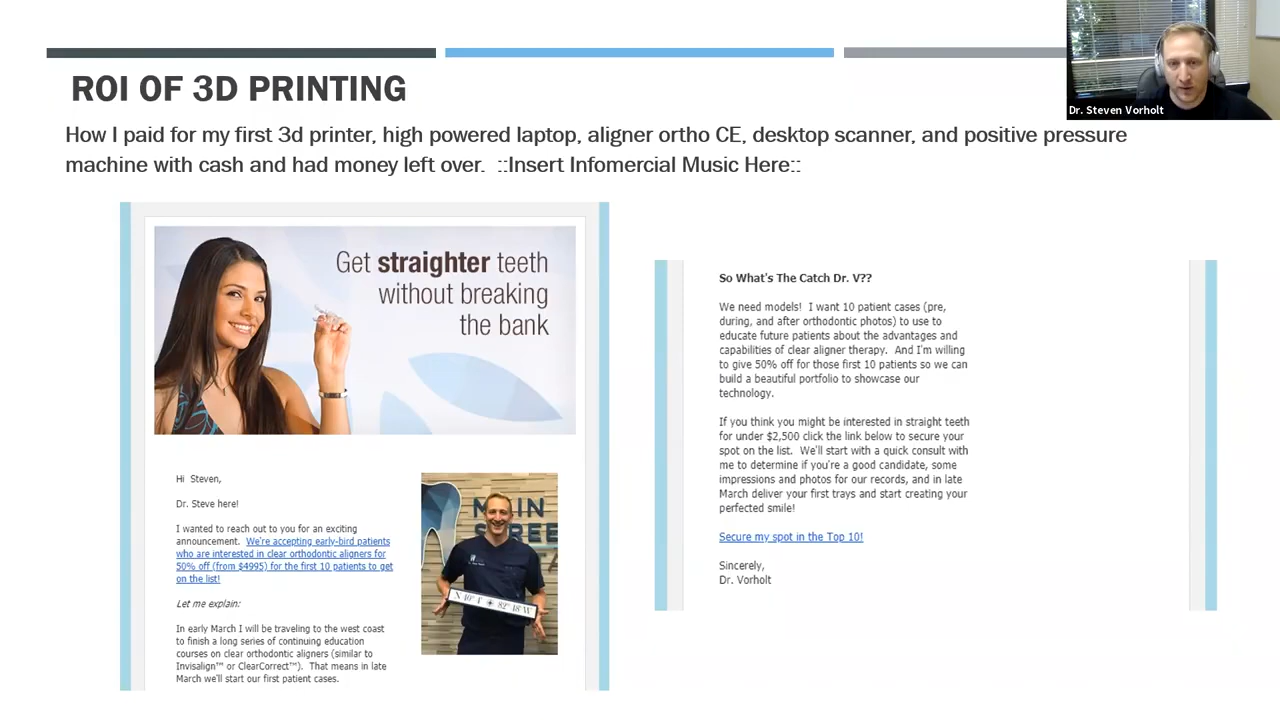 Dr. Steven Vorholt
ROI OF 3D PRINTING
How I paid for my first 3d printer, high powered laptop, aligner ortho CE, desktop scanner, and positive pressure
machine with cash and had money left over. ::Insert Infomercial Music Here::
Get straighter teeth
without breaking
the bank
Hi Steven,
Dr. Steve here!
I wanted to reach out to you for an exciting
announcement. We're accepting early-bird patients
who are interested in clear orthodontic aligners for
50% off (from $4995) for the first 10 patients to get
on the list!
Let me explain:
In early March I will be traveling to the west coast
to finish a long series of continuing education
courses on clear orthodontic aligners (similar to
Invisalign™ or ClearCorrect™). That means in late
March we'll start our first patient cases.
MAIN
STREE
So What's The Catch Dr. V??
We need models! I want 10 patient cases (pre,
during, and after orthodontic photos) to use to
educate future patients about the advantages and
capabilities of clear aligner therapy. And I'm willing
to give 50% off for those first 10 patients so we can
build a beautiful portfolio to showcase our
technology.
If you think you might be interested in straight teeth
for under $2,500 click the link below to secure your
spot on the list. We'll start with a quick consult with
me to determine if you're a good candidate, some
impressions and photos for our records, and in late
March deliver your first trays and start creating your
perfected smile!
Secure my spot in the Top 10!
Sincerely,
Dr. Vorholt